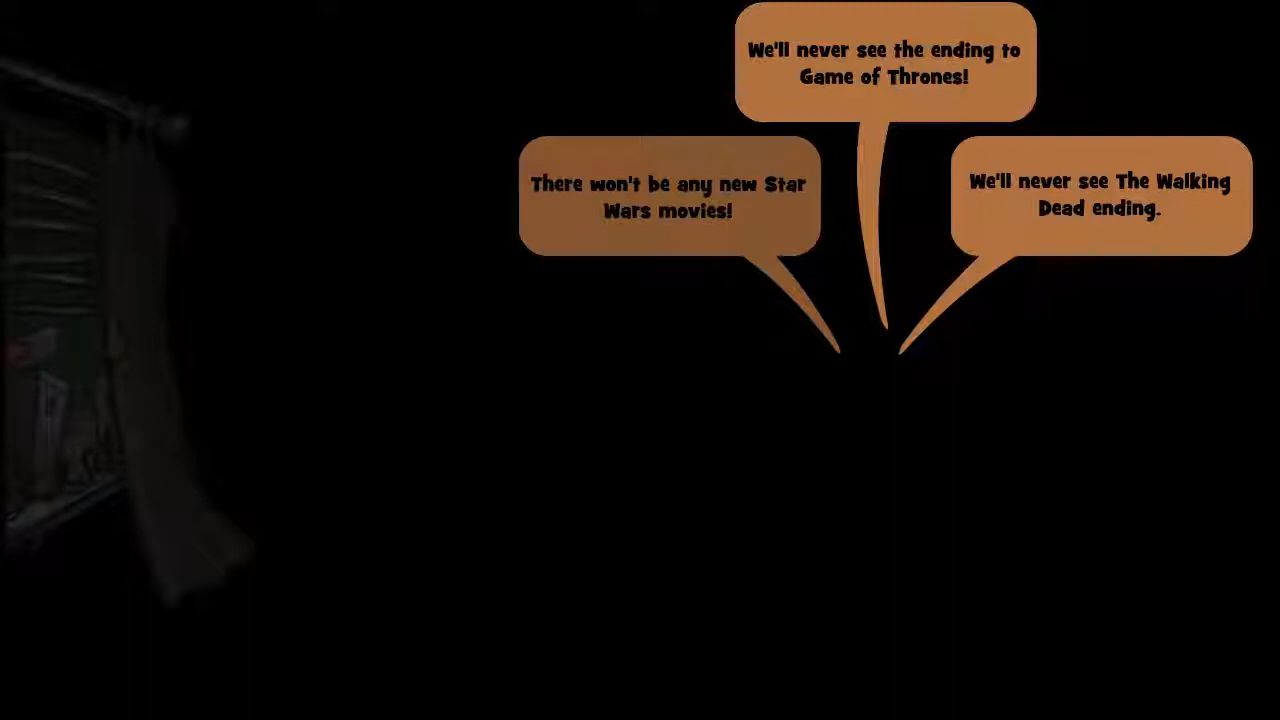 We'll never see the ending to
Game of Thrones!
There won't be any new Star
Wars movies!
We'll never see The Walking
Dead ending.